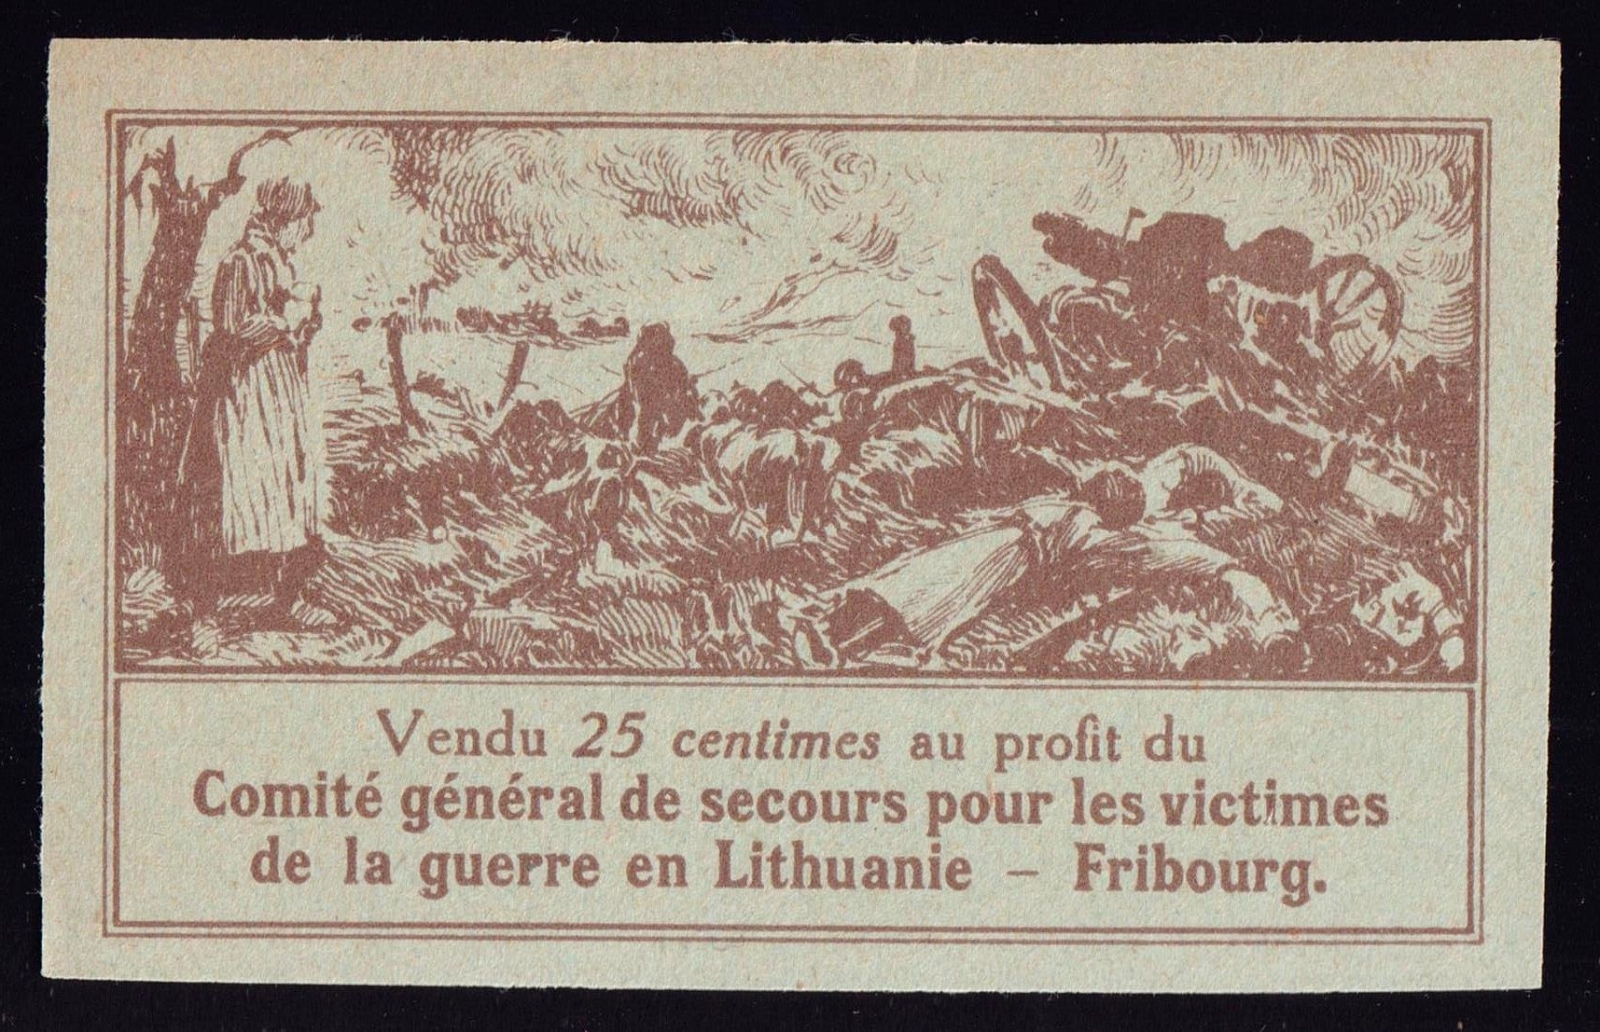 Vendu 25 centimes au profit du
Comité général de secours pour les victimes
de la guerre en Lithuanie – Fribourg.